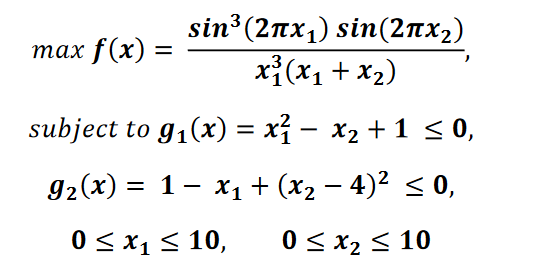 max f(x) = sin³(2πx₁) sin(2πx₂) / x₁³(x₁ + x₂),
subject to g₁(x) = x₁² − x₂ + 1 ≤ 0,
g₂(x) = 1 − x₁ + (x₂ − 4)² ≤ 0,
0 ≤ x₁ ≤ 10, 0 ≤ x₂ ≤ 10